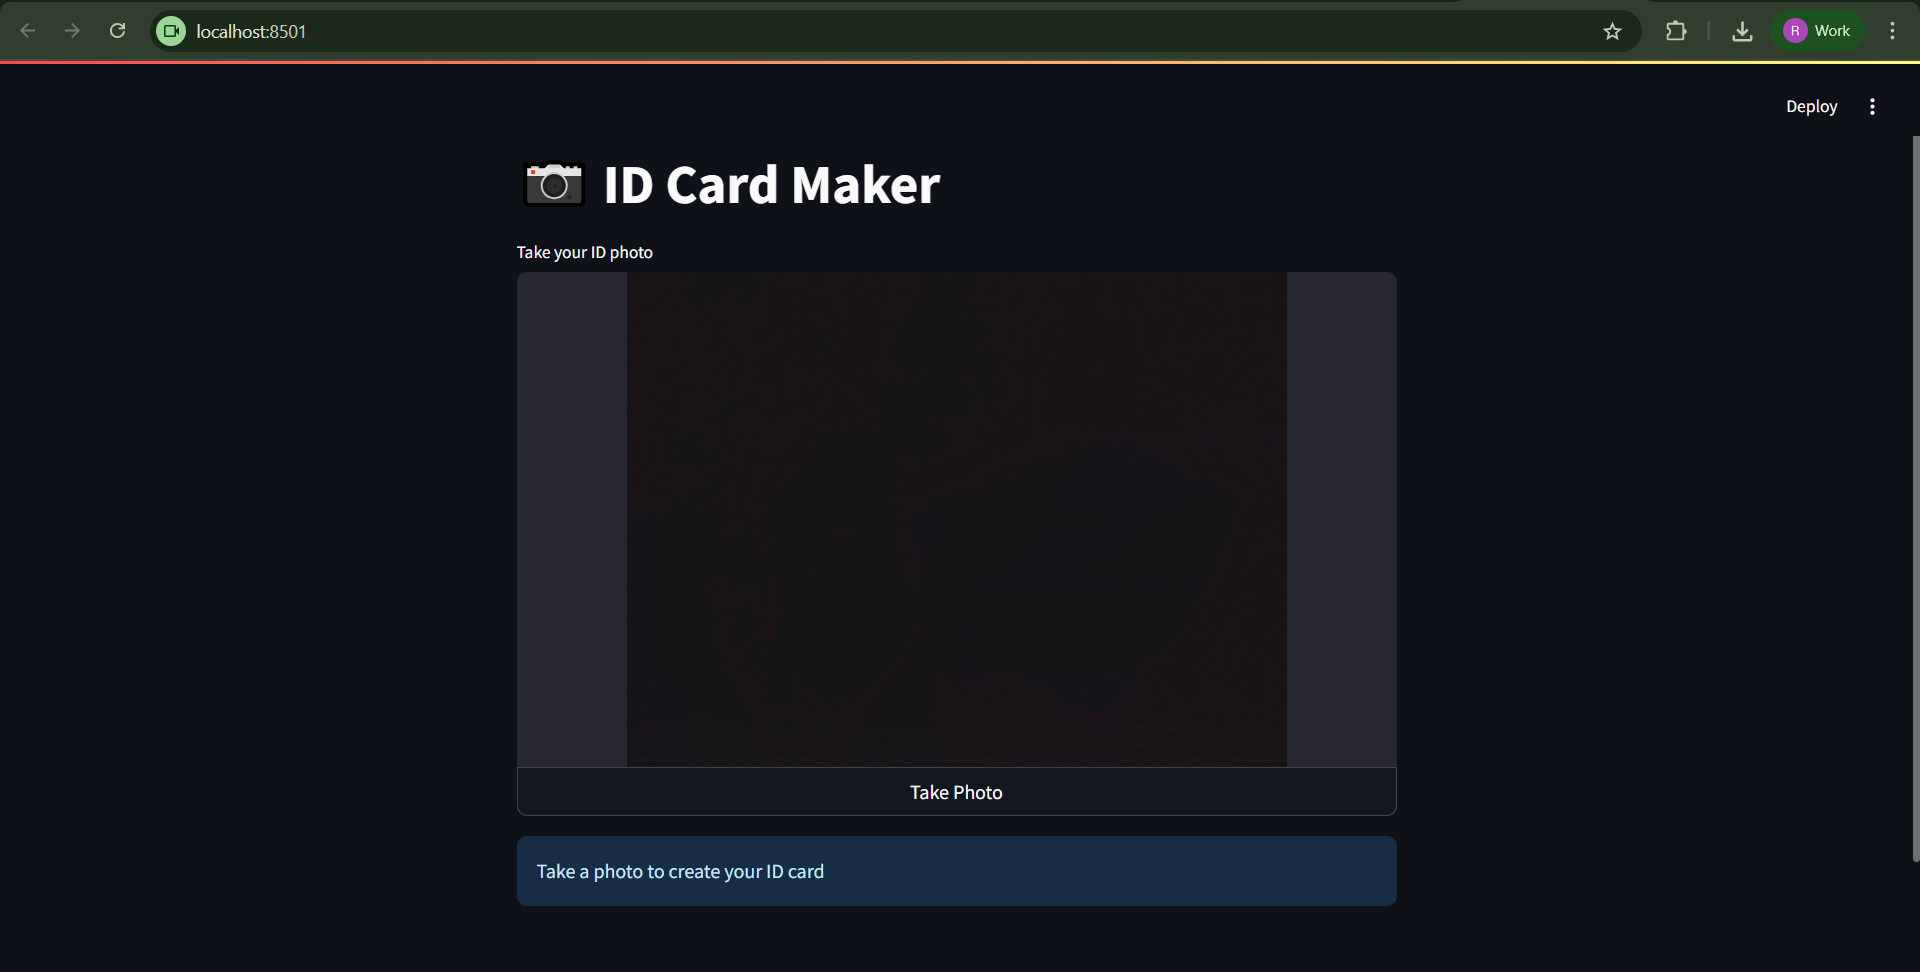 localhost:8501
R Work
Deploy
ID Card Maker
Take your ID photo
Take Photo
Take a photo to create your ID card